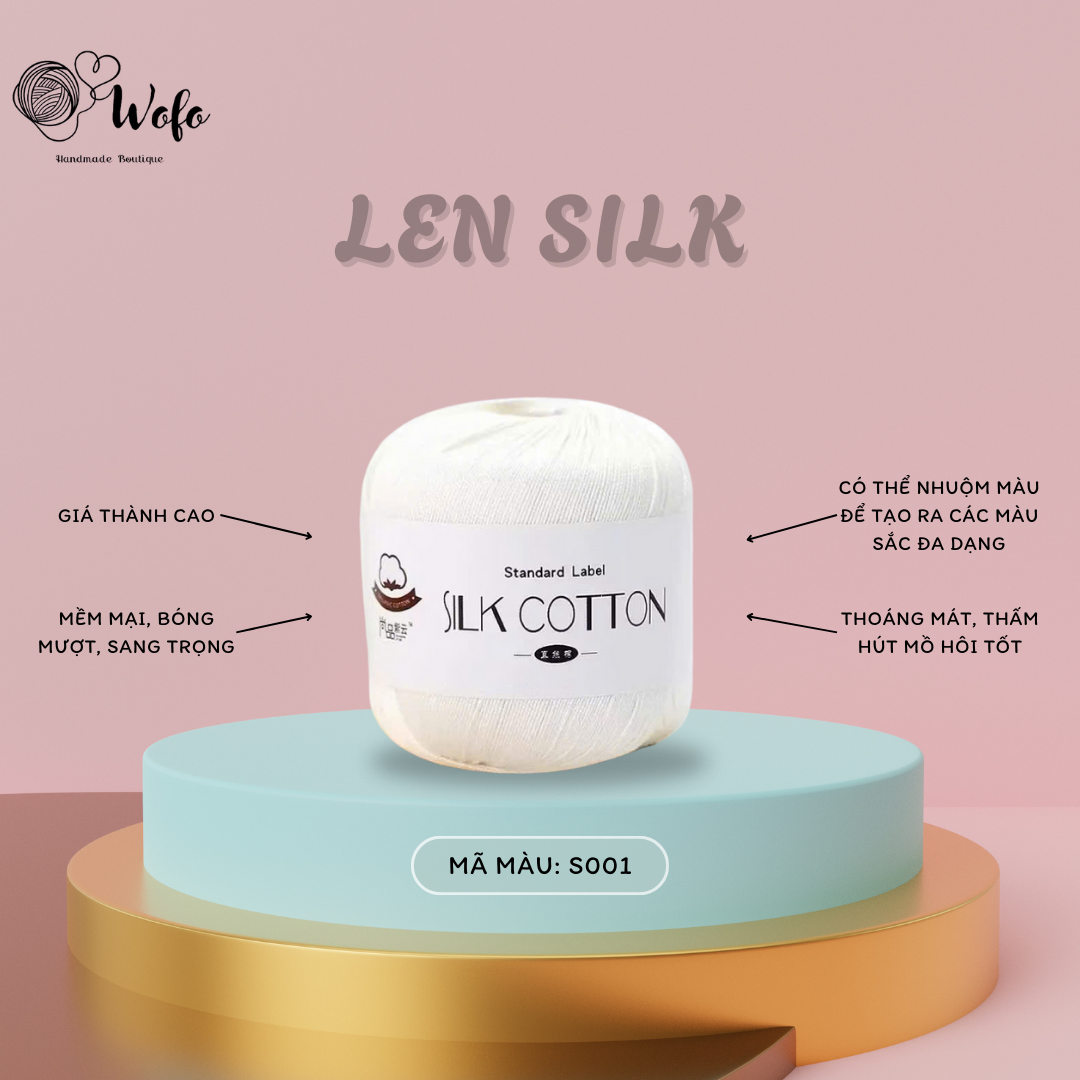 Wofo
Handmade Boutique
LEN SILK
GIÁ THÀNH CAO
MỀM MẠI, BÓNG
MƯỢT, SANG TRỌNG
CÓ THỂ NHUỘM MÀU
ĐỂ TẠO RA CÁC MÀU
SẮC ĐA DẠNG
THOÁNG MÁT, THẤM
HÚT MỒ HÔI TỐT
Standard Label
SILK COTTON
MÃ MÀU: S001